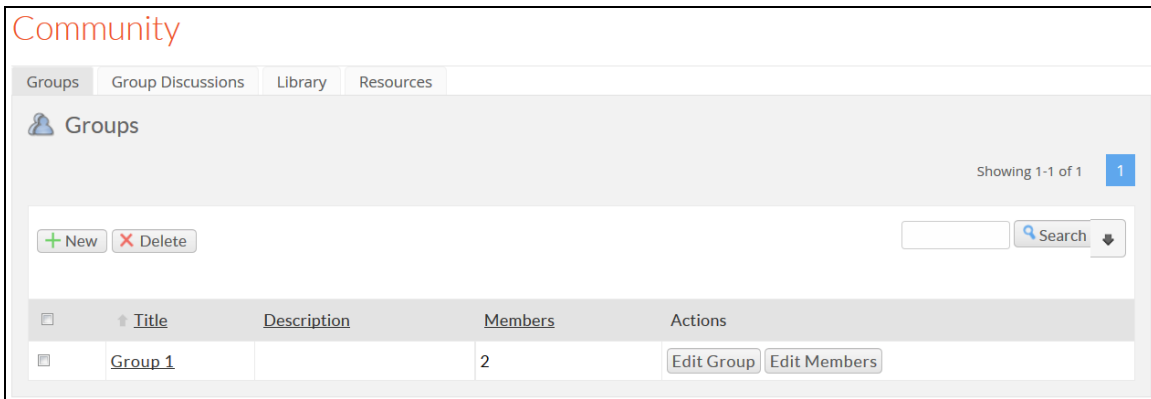 Community
Groups Group Discussions Library Resources
Groups
Showing 1-1 of 1 1
New Delete Search
Title Description Members Actions
Group 1 2 Edit Group Edit Members